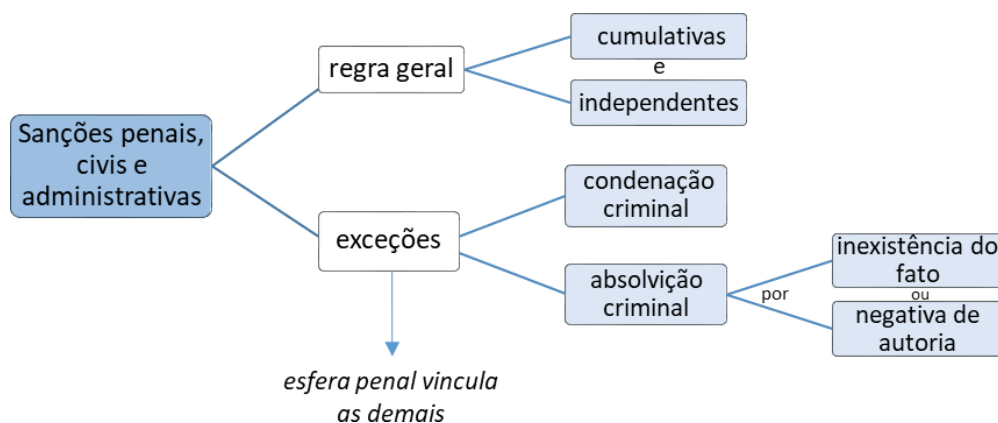 Sanções penais,
civis e
administrativas
regra geral
cumulativas
e
independentes
exceções
condenação
criminal
absolvição
criminal
por
inexistência do
fato
ou
negativa de
autoria
esfera penal vincula
as demais